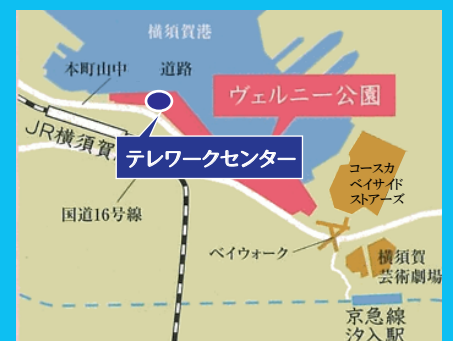 横須賀港
本町山中
道路
ヴェルニー公園
JR横須賀
テレワークセンター
コースカ
ベイサイド
ストアーズ
国道16号線
ベイウォーク
横須賀
芸術劇場
京急線
汐入駅